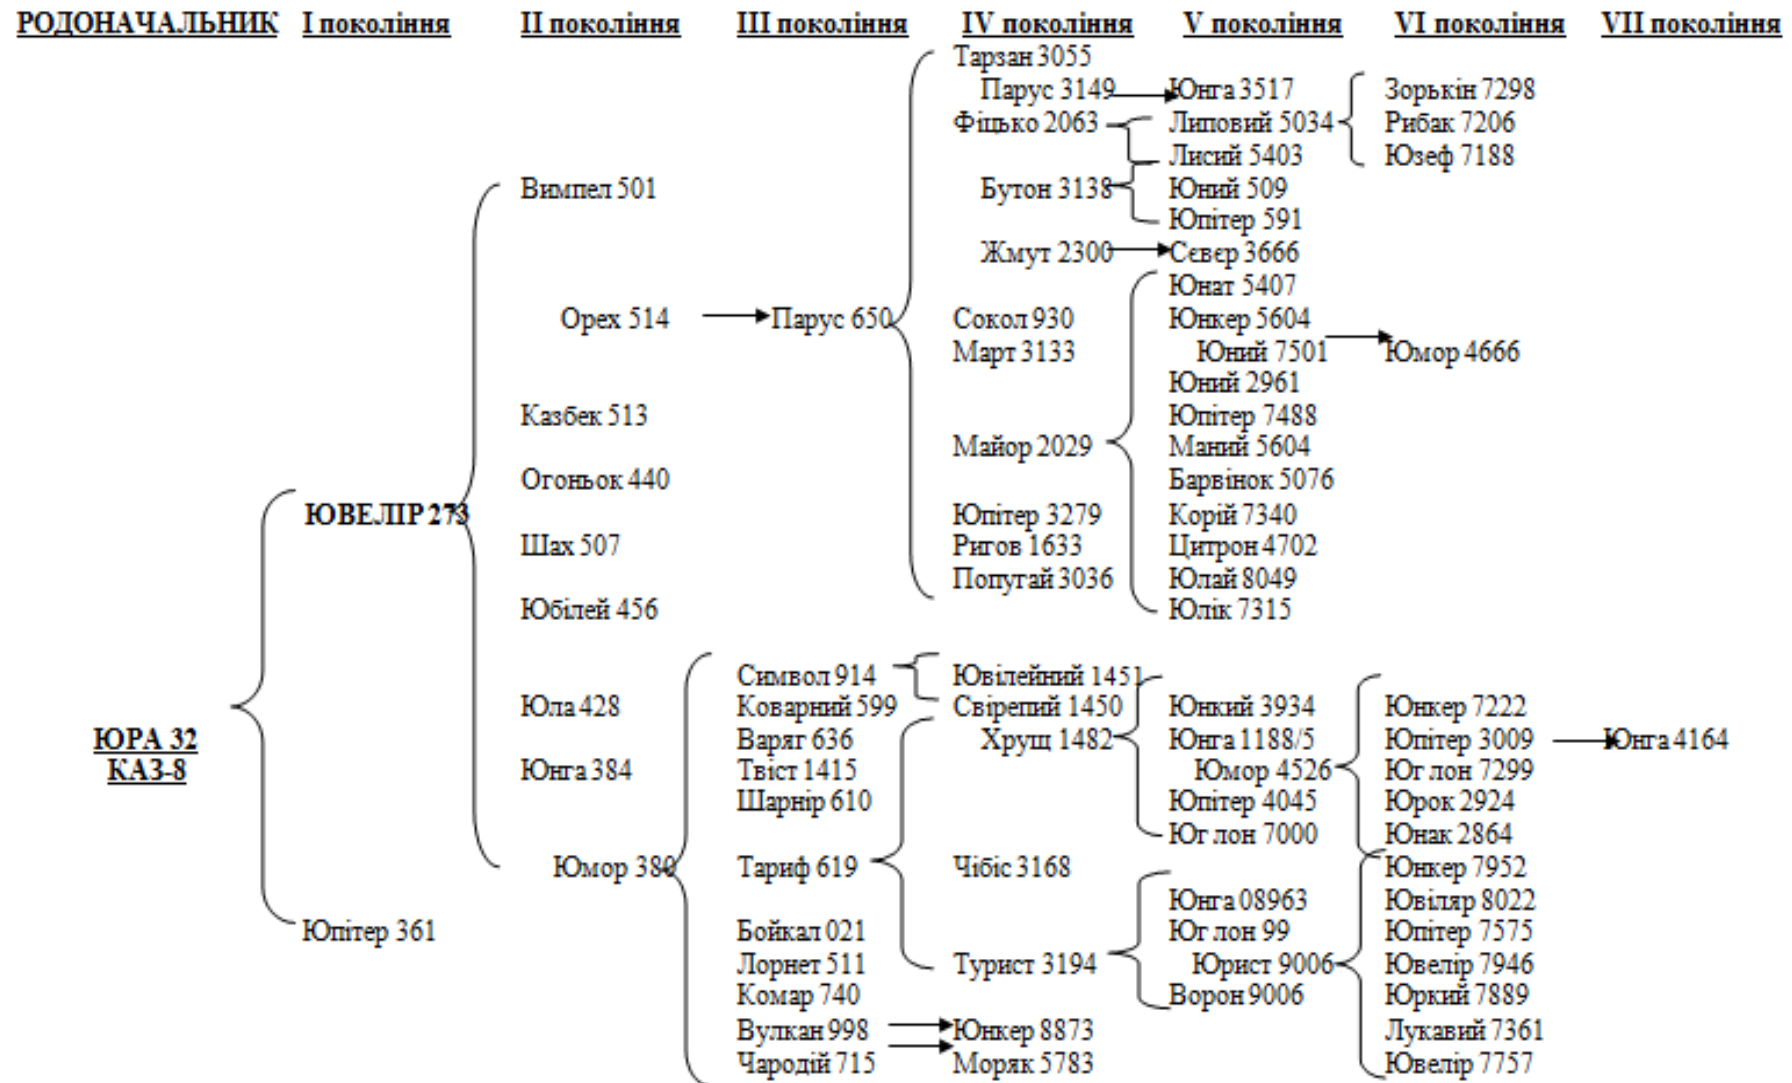 РОДОНАЧАЛЬНИК I покоління II покоління III покоління IV покоління V покоління VI покоління VII покоління
Тарзан 3055
Парус 3149 Юнга 3517 Зорькін 7298
Фіцько 2063 Липовий 5034 Рибак 7206
Лисий 5403 Юзеф 7188
Вимпел 501 Бутон 3138 Юний 509
Юпітер 591
Жмут 2300 Сєвєр 3666
Юнат 5407
Орех 514 Парус 650 Сокол 930 Юнкер 5604
Март 3133 Юний 7501 Юмор 4666
Юний 2961
Казбек 513 Юпітер 7488
Майор 2029 Маний 5604
Огоньок 440 Барвінок 5076
ЮВЕЛІР 273 Юпітер 3279 Корій 7340
Шах 507 Ригов 1633 Цитрон 4702
Попугай 3036 Юлай 8049
Юбілей 456 Юлік 7315
Символ 914 Ювілейний 1451
Юла 428 Коварний 599 Свірепий 1450 Юнкий 3934 Юнкер 7222
ЮРА 32 Варяг 636 Хрущ 1482 Юнга 1188/5 Юпітер 3009 Юнга 4164
КАЗ-8 Юнга 384 Твіст 1415 Юмор 4526 Юг лон 7299
Шарнір 610 Юпітер 4045 Юрок 2924
Юг лон 7000 Юнак 2864
Юмор 380 Тариф 619 Чібіс 3168 Юнкер 7952
Юнга 08963 Ювіляр 8022
Юпітер 361 Бойкал 021 Юг лон 99 Юпітер 7575
Лорнет 511 Турист 3194 Юрист 9006 Ювелір 7946
Комар 740 Ворон 9006 Юркий 7889
Вулкан 998 Юнкер 8873 Лукавий 7361
Чародій 715 Моряк 5783 Ювелір 7757